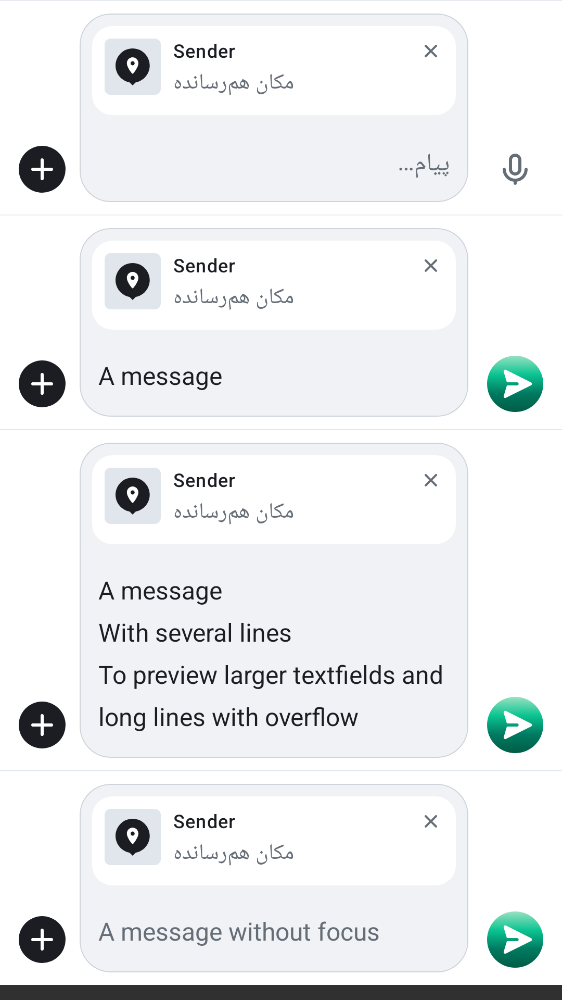 Sender
مکان هم‌رسانده
پیام…
Sender
مکان هم‌رسانده
A message
Sender
مکان هم‌رسانده
A message
With several lines
To preview larger textfields and
long lines with overflow
Sender
مکان هم‌رسانده
A message without focus